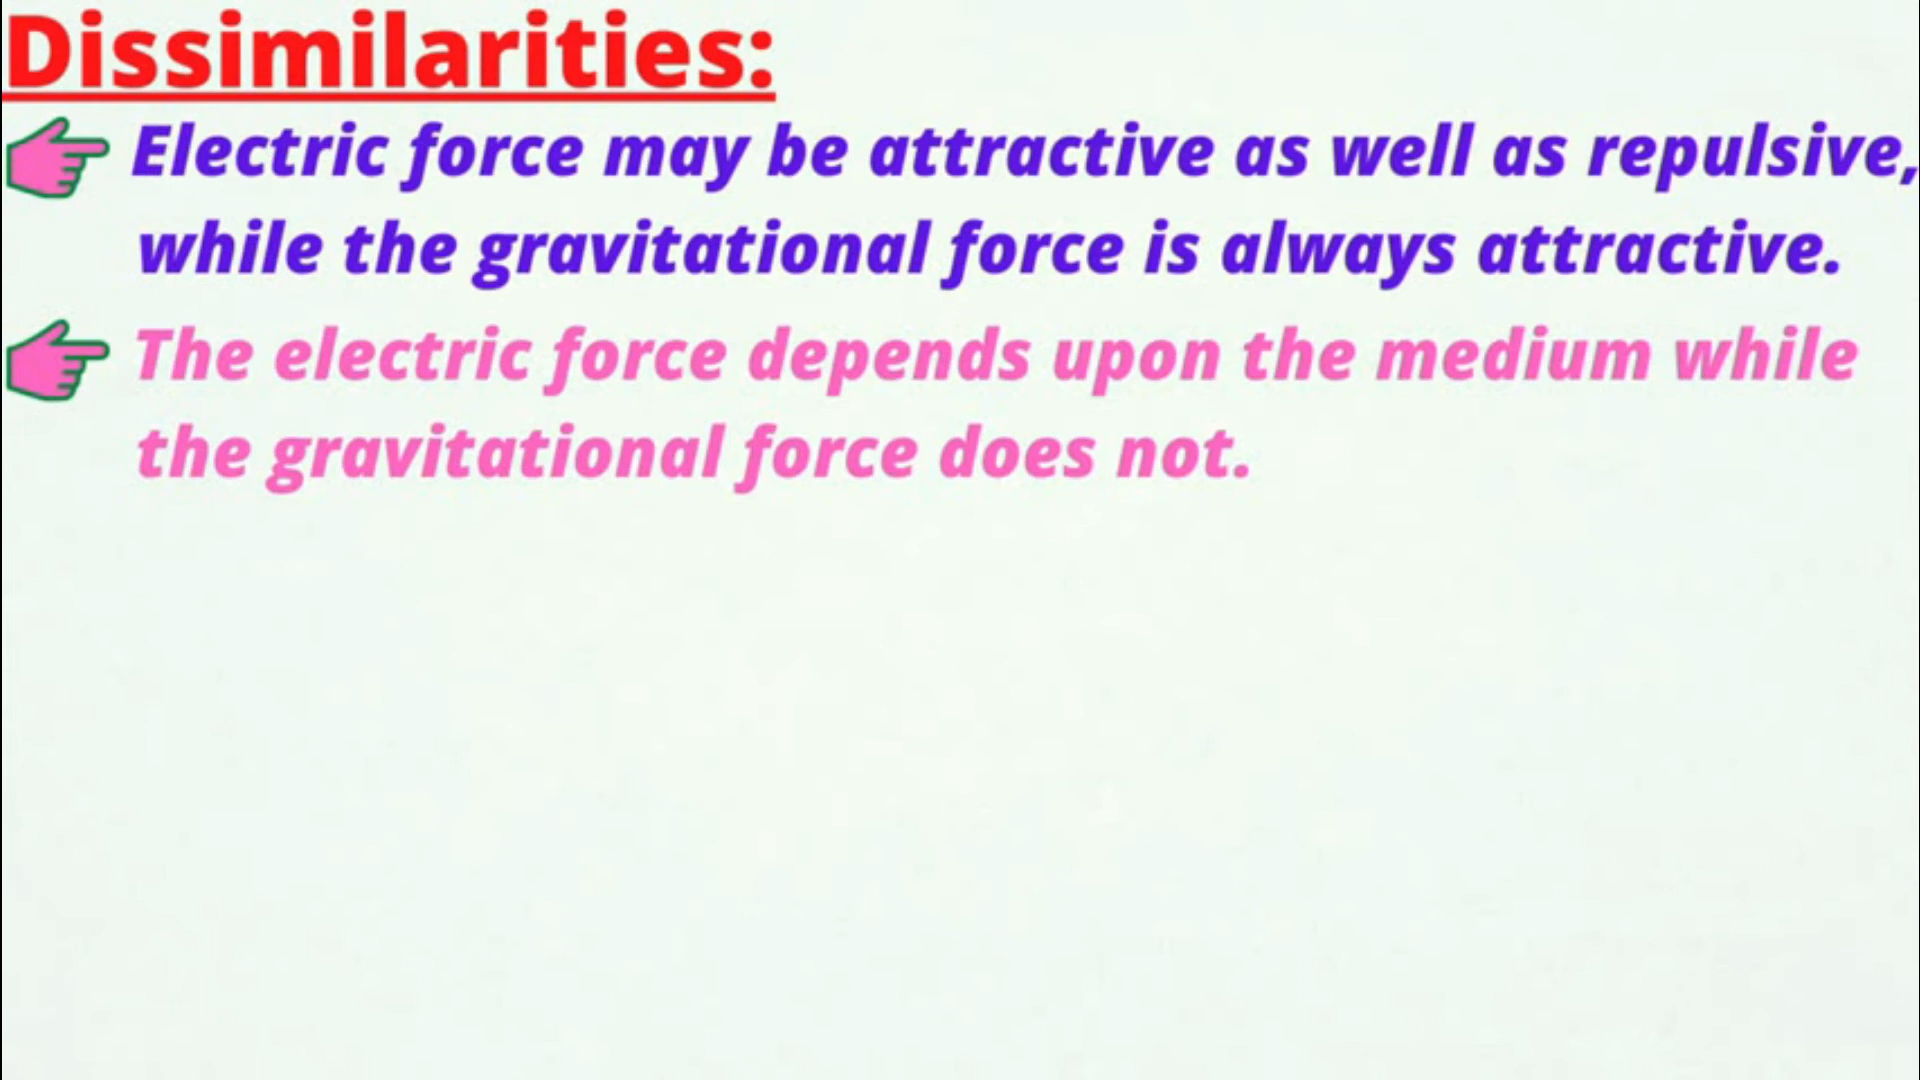 Dissimilarities:
Electric force may be attractive as well as repulsive,
while the gravitational force is always attractive.
The electric force depends upon the medium while
the gravitational force does not.